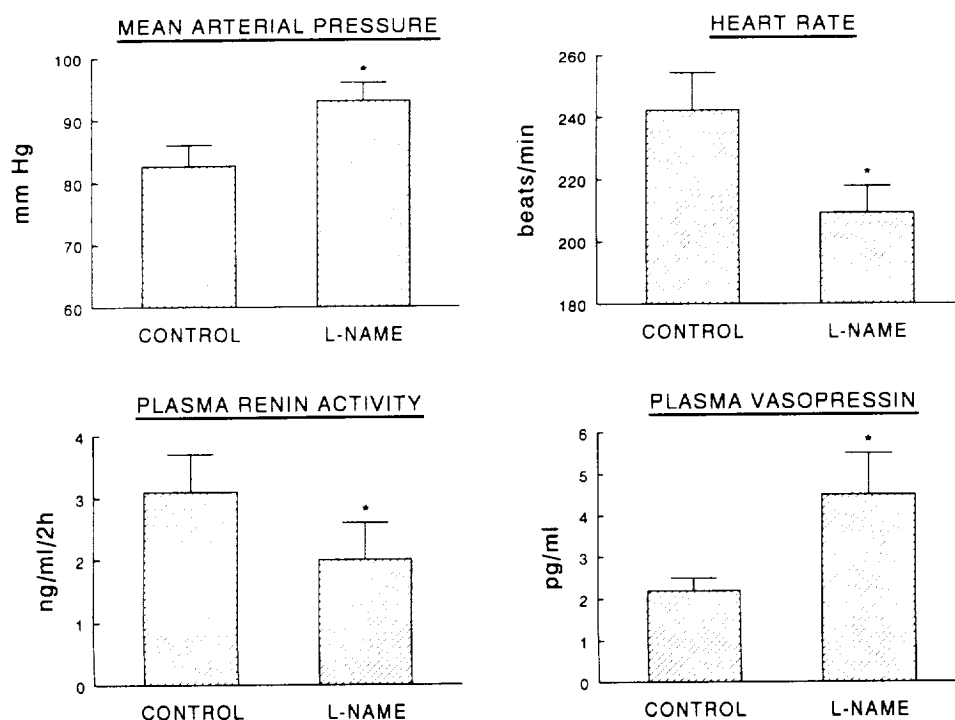 MEAN ARTERIAL PRESSURE
100
90
80
70
60
mm Hg
*
CONTROL L-NAME
HEART RATE
260
240
220
200
180
beats/min
*
CONTROL L-NAME
PLASMA RENIN ACTIVITY
4
3
2
1
0
ng/ml/2h
*
CONTROL L-NAME
PLASMA VASOPRESSIN
6
5
4
3
2
1
0
pg/ml
*
CONTROL L-NAME